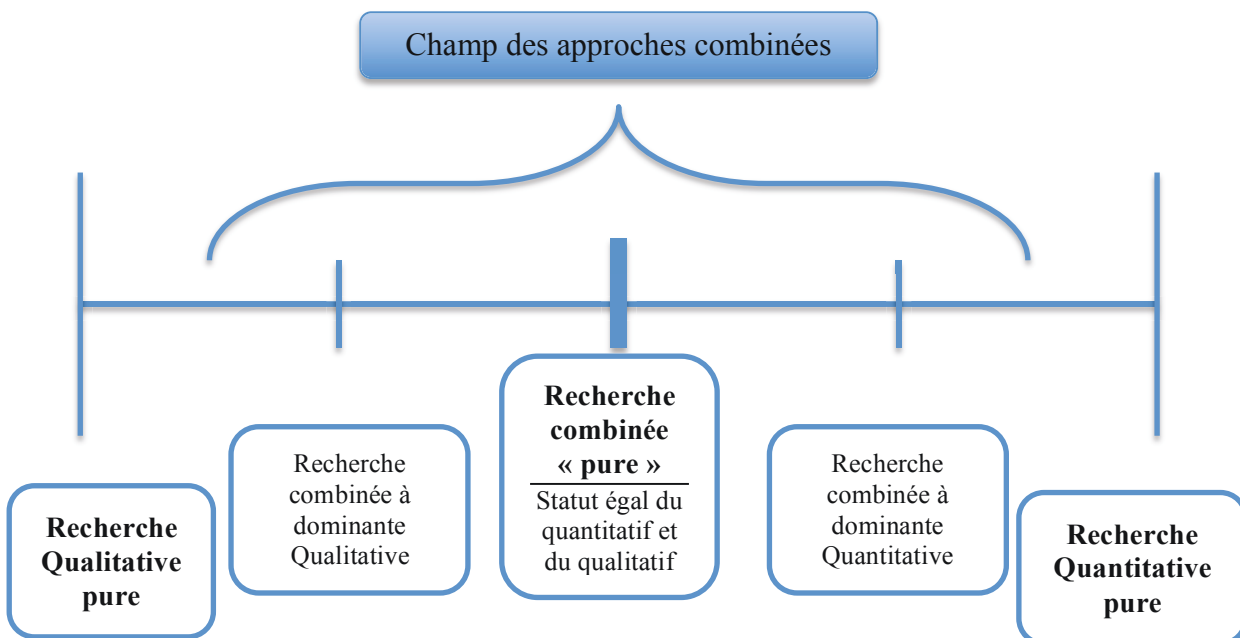 Champ des approches combinées
Recherche
Qualitative
pure
Recherche
combinée à
dominante
Qualitative
Recherche
combinée
« pure »
Statut égal du
quantitatif et
du qualitatif
Recherche
combinée à
dominante
Quantitative
Recherche
Quantitative
pure